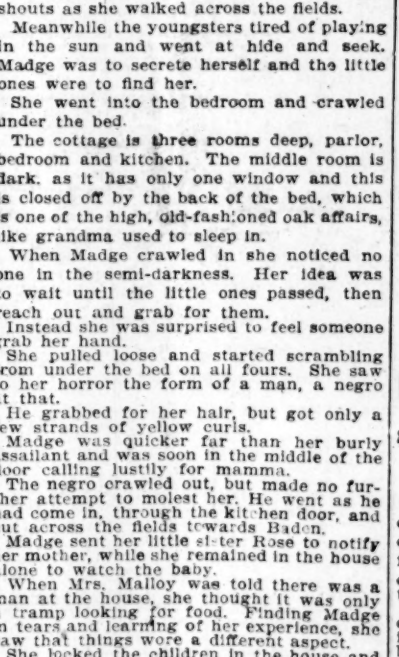 shouts as she walked across the fields.
Meanwhile the youngsters tired of playing
in the sun and went at hide and seek.
Madge was to secrete herself and the little
ones were to find her.
She went into the bedroom and crawled
under the bed.
The cottage is three rooms deep, parlor,
bedroom and kitchen. The middle room is
dark. as it has only one window and this
is closed off by the back of the bed, which
is one of the high, old-fashioned oak affairs,
like grandma used to sleep in.
When Madge crawled in she noticed no
one in the semi-darkness. Her idea was
to wait until the little ones passed, then
reach out and grab for them.
Instead she was surprised to feel someone
grab her hand.
She pulled loose and started scrambling
from under the bed on all fours. She saw
to her horror the form of a man, a negro
at that.
He grabbed for her hair, but got only a
few strands of yellow curls.
Madge was quicker far than her burly
assailant and was soon in the middle of the
floor calling lustily for mamma.
The negro crawled out, but made no fur-
ther attempt to molest her. He went as he
had come in, through the kitchen door, and
out across the fields towards Baden.
Madge sent her little sister Rose to notify
her mother, while she remained in the house
alone to watch the baby.
When Mrs. Malloy was told there was a
man at the house, she thought it was only
a tramp looking for food. Finding Madge
in tears and learning of her experience, she
saw that things wore a different aspect.
She locked the children in the house and